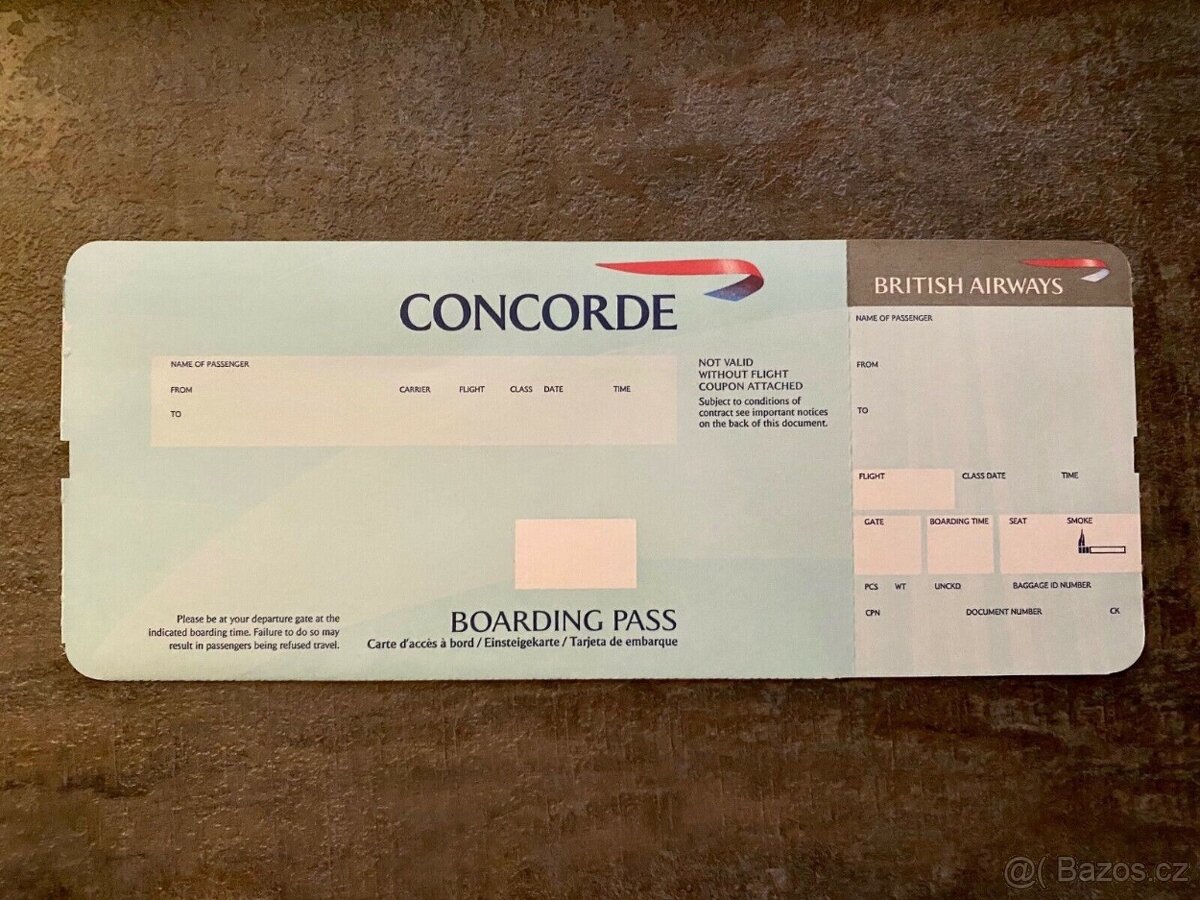 CONCORDE
NAME OF PASSENGER
FROM CARRIER FLIGHT CLASS DATE TIME
TO
NOT VALID
WITHOUT FLIGHT
COUPON ATTACHED
Subject to conditions of
contract see important notices
on the back of this document.
Please be at your departure gate at the
indicated boarding time. Failure to do so may
result in passengers being refused travel.
BOARDING PASS
Carte d'accès à bord / Einsteigekarte / Tarjeta de embarque
BRITISH AIRWAYS
NAME OF PASSENGER
FROM
TO
FLIGHT CLASS DATE TIME
GATE BOARDING TIME SEAT SMOKE
PCS WT UNCKD BAGGAGE ID NUMBER
CPN DOCUMENT NUMBER CK
@( Bazos.cz